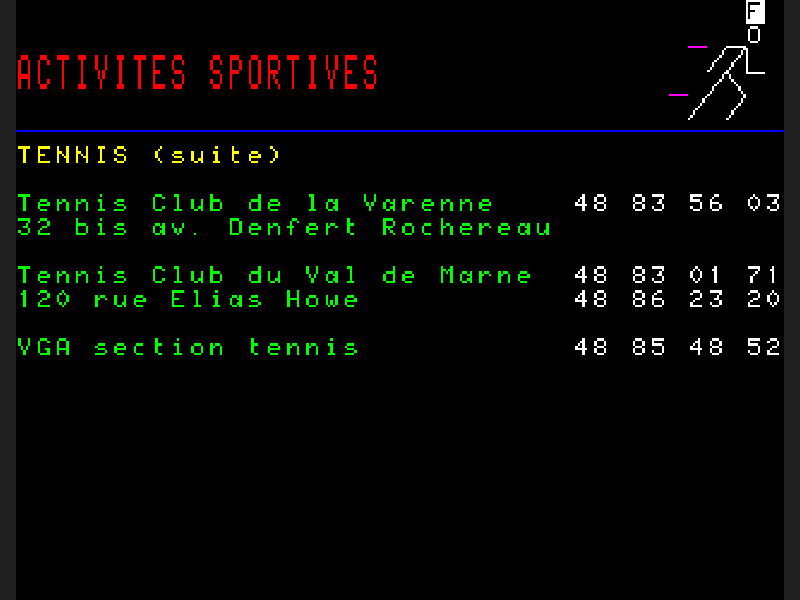 F
ACTIVITES SPORTIVES
TENNIS (suite)
Tennis Club de la Varenne 48 83 56 03
32 bis av. Denfert Rochereau
Tennis Club du Val de Marne 48 83 01 71
120 rue Elias Howe 48 86 23 20
VGA section tennis 48 85 48 52